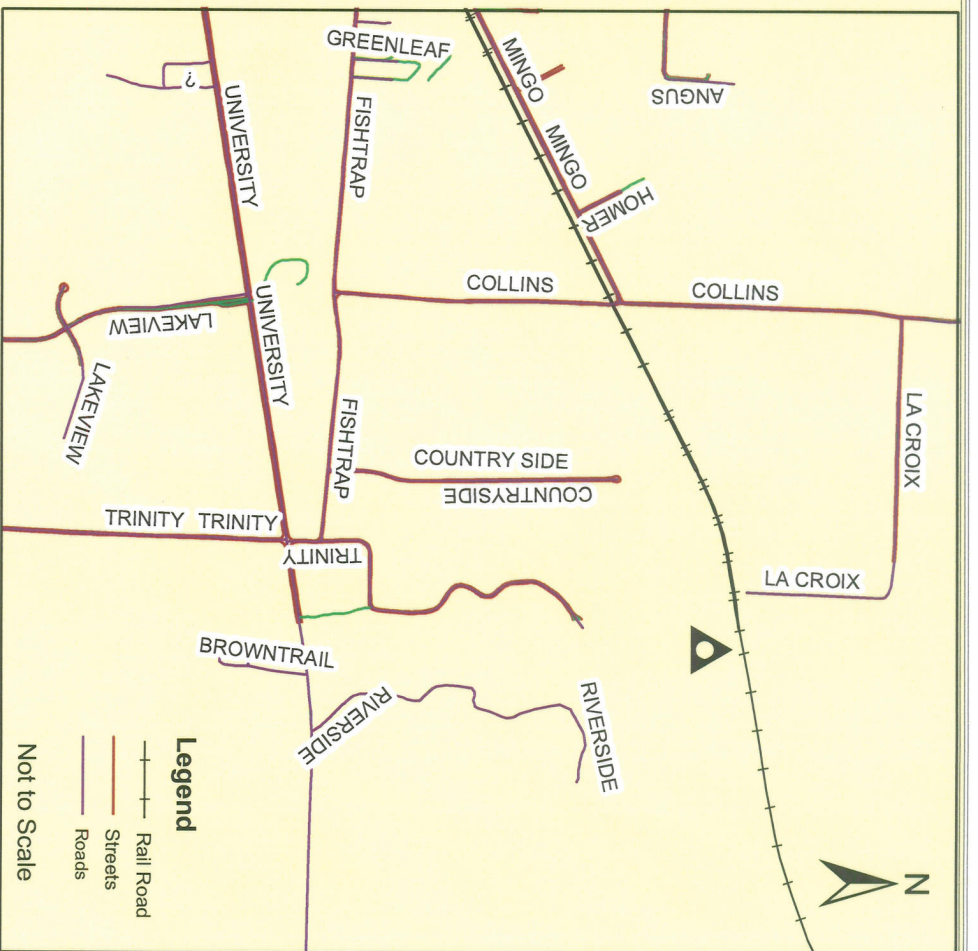 GREENLEAF
MINGO
ANGUS
?
UNIVERSITY
FISHTRAP
MINGO
HOMER
COLLINS
COLLINS
LAKEVIEW
UNIVERSITY
LAKEVIEW
FISHTRAP
COUNTRY SIDE
COUNTRYSIDE
LA CROIX
TRINITY
TRINITY
TRINITY
LA CROIX
BROWNTRAIL
RIVERSIDE
RIVERSIDE
N
Legend
Rail Road
Streets
Roads
Not to Scale